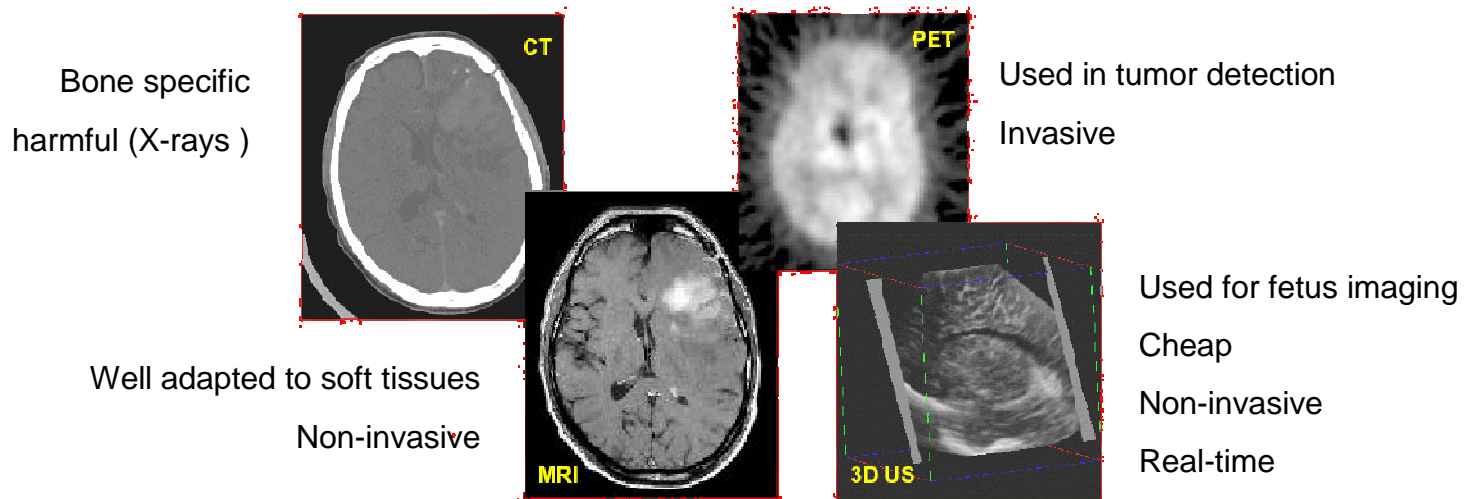 CT
Bone specific
harmful (X-rays )
PET
Used in tumor detection
Invasive
Well adapted to soft tissues
Non-invasive
MRI
3D US
Used for fetus imaging
Cheap
Non-invasive
Real-time